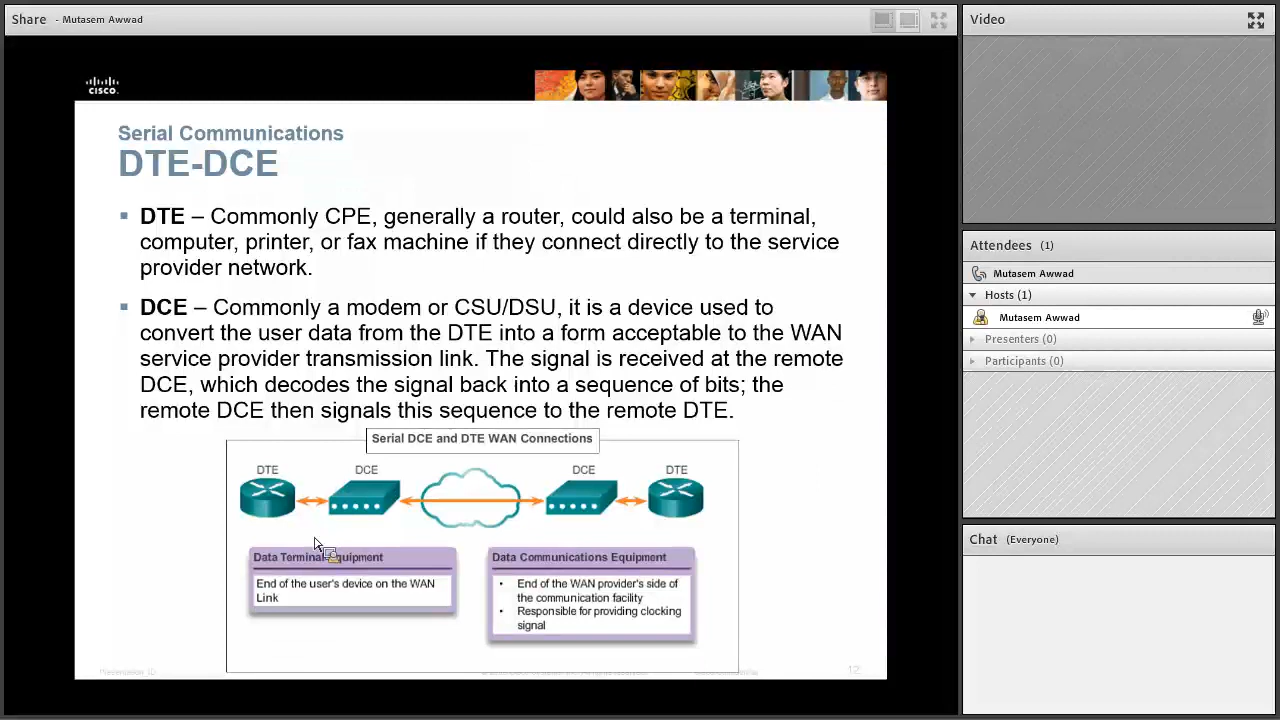 Share - Mutasem Awwad
CISCO.
Serial Communications
DTE-DCE
▪ DTE – Commonly CPE, generally a router, could also be a terminal,
computer, printer, or fax machine if they connect directly to the service
provider network.
▪ DCE – Commonly a modem or CSU/DSU, it is a device used to
convert the user data from the DTE into a form acceptable to the WAN
service provider transmission link. The signal is received at the remote
DCE, which decodes the signal back into a sequence of bits; the
remote DCE then signals this sequence to the remote DTE.
Serial DCE and DTE WAN Connections
DTE DCE DCE DTE
Data Terminal Equipment
End of the user's device on the WAN
Link
Data Communications Equipment
• End of the WAN provider's side of
the communication facility
• Responsible for providing clocking
signal
Presentation_ID
12
Video
Attendees (1)
Mutasem Awwad
Hosts (1)
Mutasem Awwad
Presenters (0)
Participants (0)
Chat (Everyone)